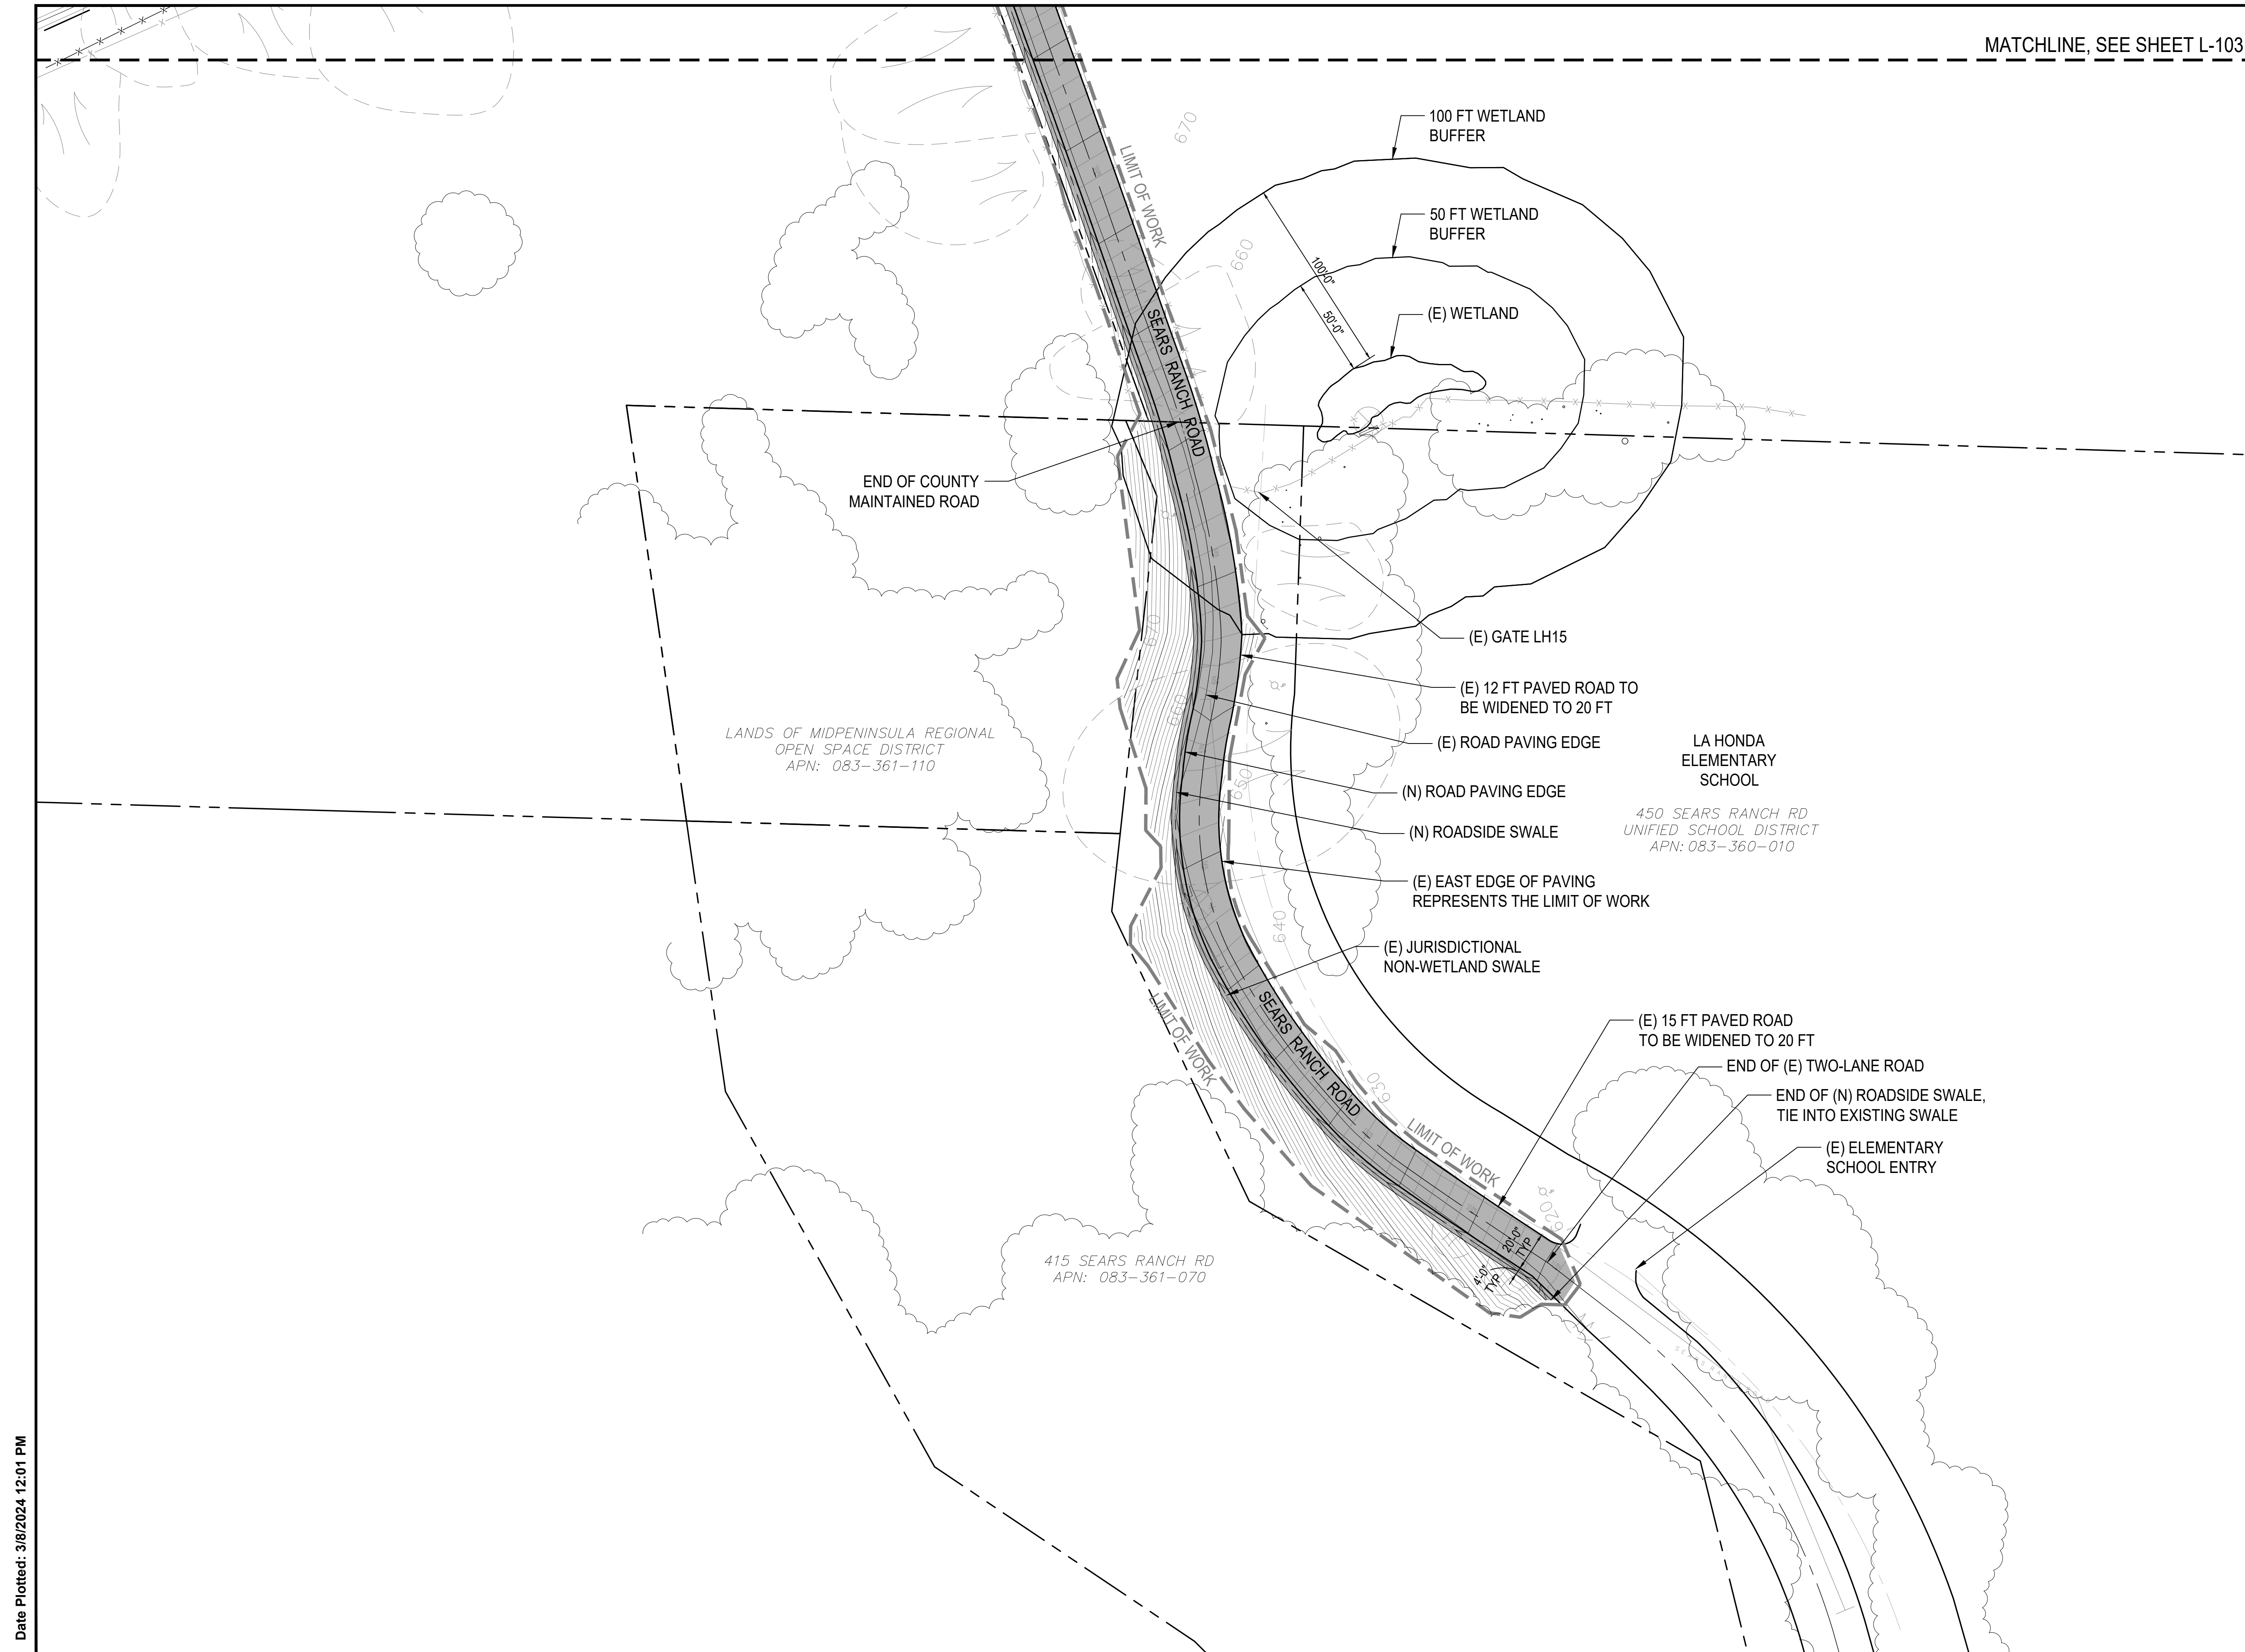 MATCHLINE, SEE SHEET L-103
100 FT WETLAND
BUFFER
670
LIMIT OF WORK
50 FT WETLAND
BUFFER
660
100'-0"
50'-0"
(E) WETLAND
SEARS RANCH ROAD
END OF COUNTY
MAINTAINED ROAD
(E) GATE LH15
670
660
650
640
(E) 12 FT PAVED ROAD TO
BE WIDENED TO 20 FT
(E) ROAD PAVING EDGE
LA HONDA
ELEMENTARY
SCHOOL
LANDS OF MIDPENINSULA REGIONAL
OPEN SPACE DISTRICT
APN: 083-361-110
(N) ROAD PAVING EDGE
450 SEARS RANCH RD
UNIFIED SCHOOL DISTRICT
APN: 083-360-010
(N) ROADSIDE SWALE
(E) EAST EDGE OF PAVING
REPRESENTS THE LIMIT OF WORK
(E) JURISDICTIONAL
NON-WETLAND SWALE
LIMIT OF WORK
SEARS RANCH ROAD
630
(E) 15 FT PAVED ROAD
TO BE WIDENED TO 20 FT
END OF (E) TWO-LANE ROAD
END OF (N) ROADSIDE SWALE,
TIE INTO EXISTING SWALE
LIMIT OF WORK
(E) ELEMENTARY
SCHOOL ENTRY
620
20'-0"
TYP
4'-0"
TYP
415 SEARS RANCH RD
APN: 083-361-070
Date Plotted: 3/8/2024 12:01 PM